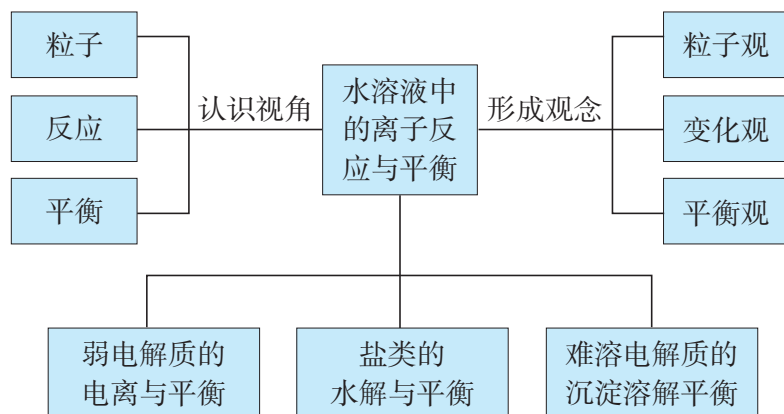 粒子
反应
平衡
认识视角
水溶液中
的离子反
应与平衡
形成观念
粒子观
变化观
平衡观
弱电解质的
电离与平衡
盐类的
水解与平衡
难溶电解质的
沉淀溶解平衡